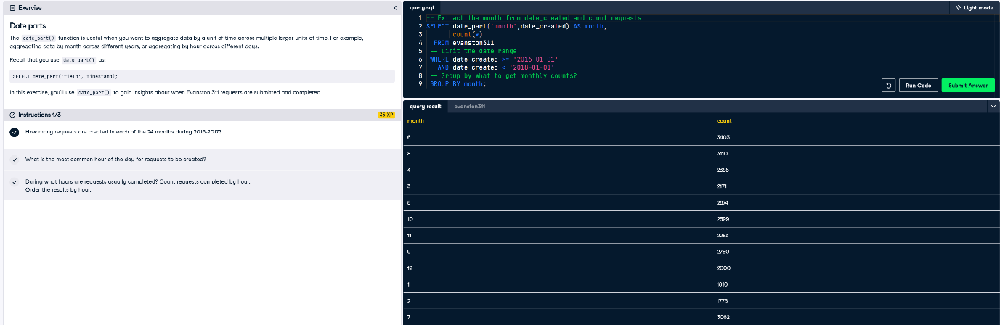 Exercise
Date parts
The date_part() function is useful when you want to aggregate data by a unit of time across multiple larger units of time. For example,
aggregating data by month across different years, or aggregating by hour across different days.
Recall that you use date_part() as:
SELECT date_part('field', timestamp);
In this exercise, you'll use date_part() to gain insights about when Evanston 311 requests are submitted and completed.
Instructions 1/3
35 XP
How many requests are created in each of the 24 months during 2016-2017?
What is the most common hour of the day for requests to be created?
During what hours are requests usually completed? Count requests completed by hour.
Order the results by hour.
query.sql
Light mode
1 -- Extract the month from date_created and count requests
2 SELECT date_part('month',date_created) AS month,
3 count(*)
4 FROM evanston311
5 -- Limit the date range
6 WHERE date_created >= '2016-01-01'
7 AND date_created < '2018-01-01'
8 -- Group by what to get monthly counts?
9 GROUP BY month;
Run Code
Submit Answer
query result
evanston311
month count
6 3403
8 3110
4 2385
3 2171
5 2674
10 2399
11 2283
9 2760
12 2000
1 1810
2 1775
7 3062